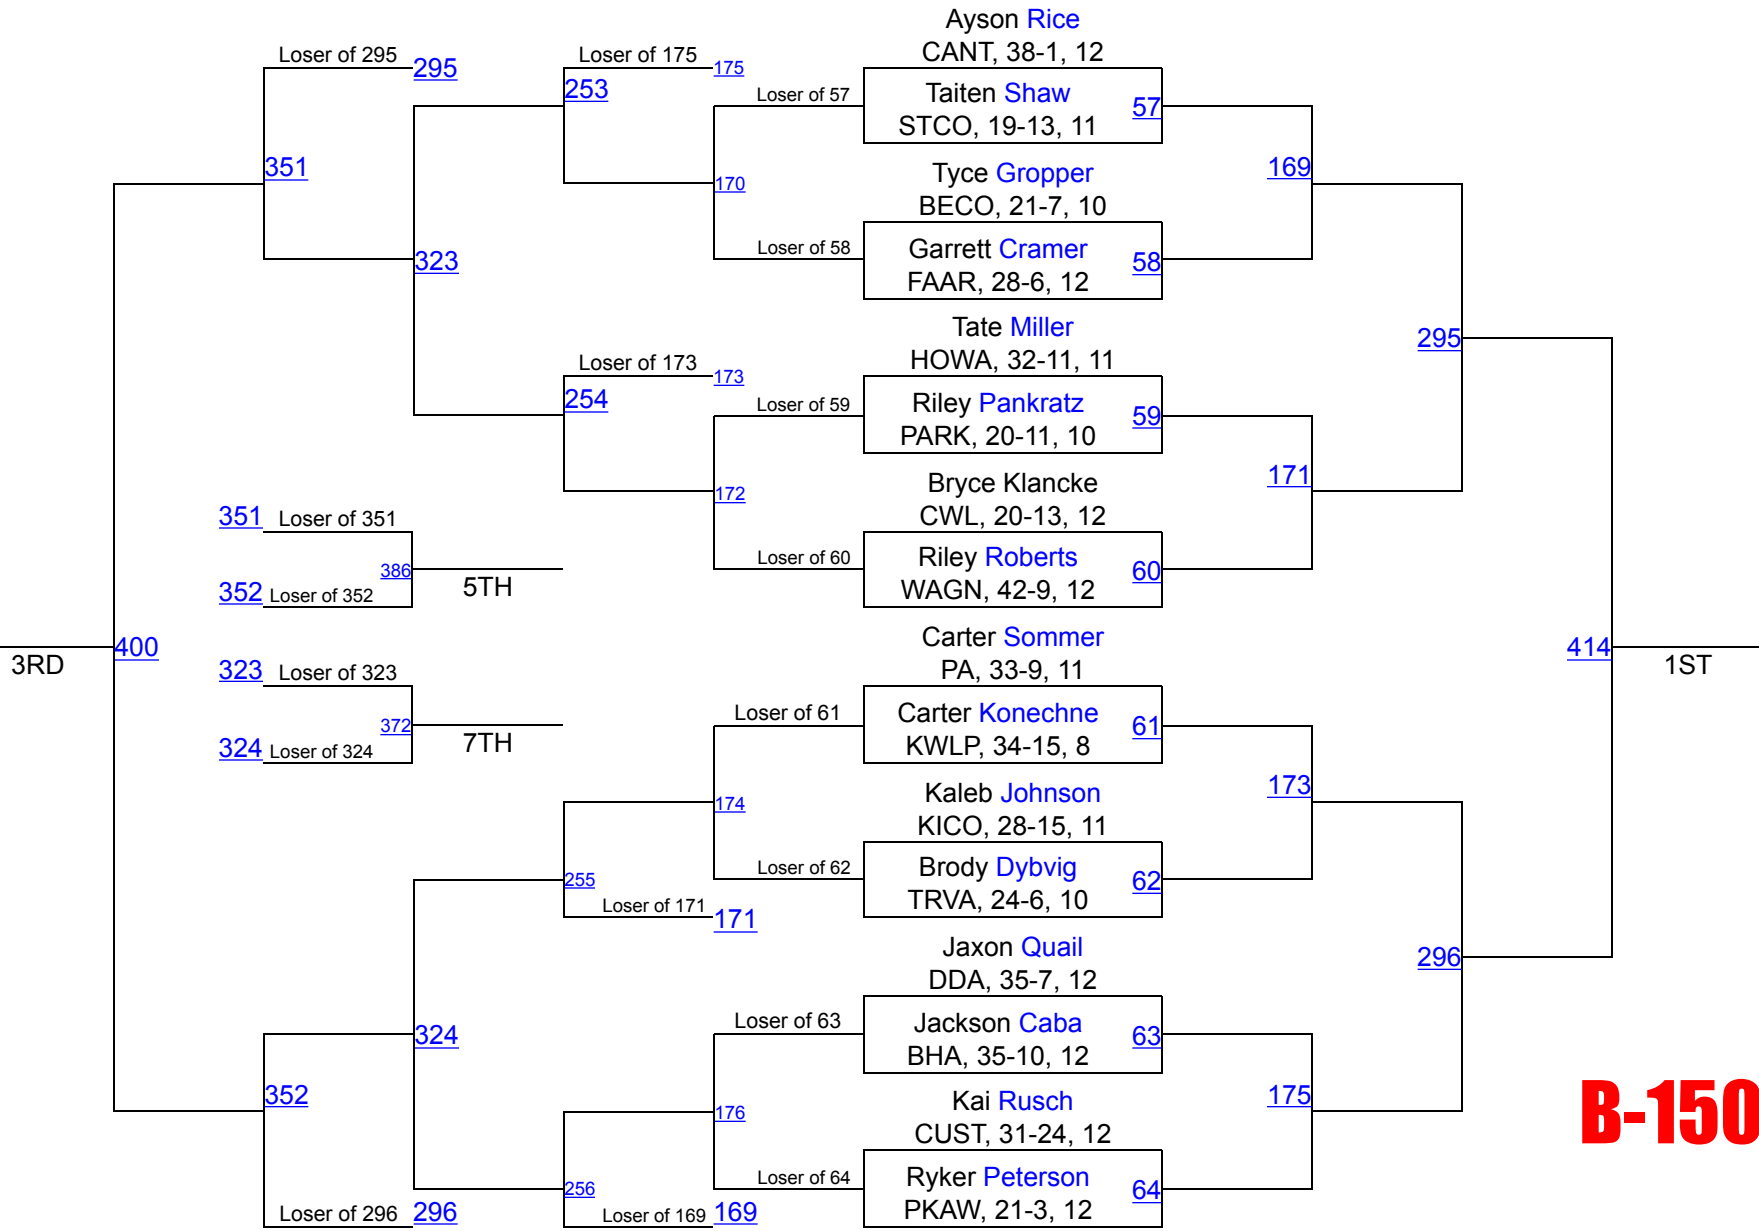 Ayson Rice
CANT, 38-1, 12
Loser of 295
295
Loser of 175
175
253
Loser of 57
Taiten Shaw
STCO, 19-13, 11
57
351
170
Tyce Gropper
BECO, 21-7, 10
169
323
Loser of 58
Garrett Cramer
FAAR, 28-6, 12
58
Tate Miller
HOWA, 32-11, 11
295
Loser of 173
173
254
Loser of 59
Riley Pankratz
PARK, 20-11, 10
59
172
Bryce Klancke
CWL, 20-13, 12
171
351
Loser of 351
386
5TH
352
Loser of 352
Loser of 60
Riley Roberts
WAGN, 42-9, 12
60
3RD
400
Carter Sommer
PA, 33-9, 11
414
1ST
323
Loser of 323
372
7TH
324
Loser of 324
Loser of 61
Carter Konechne
KWLP, 34-15, 8
61
174
Kaleb Johnson
KICO, 28-15, 11
173
255
Loser of 62
Brody Dybvig
TRVA, 24-6, 10
62
Loser of 171
171
Jaxon Quail
DDA, 35-7, 12
296
324
Loser of 63
Jackson Caba
BHA, 35-10, 12
63
352
176
Kai Rusch
CUST, 31-24, 12
175
B-150
256
Loser of 64
Ryker Peterson
PKAW, 21-3, 12
64
Loser of 296
296
Loser of 169
169